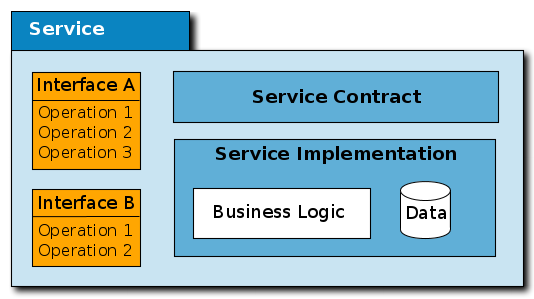 Service
Interface A
Operation 1
Operation 2
Operation 3
Interface B
Operation 1
Operation 2
Service Contract
Service Implementation
Business Logic
Data